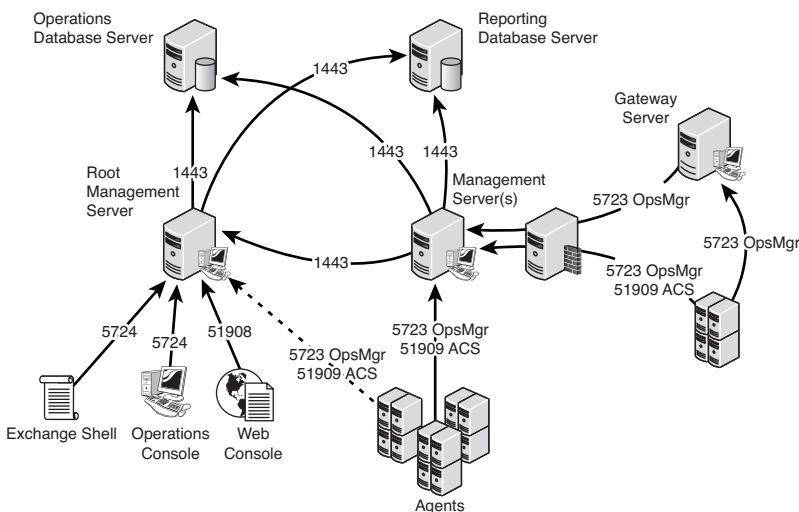 Operations
Database Server
Reporting
Database Server
1443
Gateway
Server
1443
1443
1443
Root
Management
Server
Management
Server(s)
5723 OpsMgr
5723 OpsMgr
1443
5723 OpsMgr
51909 ACS
5724
5724
51908
5723 OpsMgr
51909 ACS
5723 OpsMgr
51909 ACS
Exchange Shell
Operations
Console
Web
Console
Agents